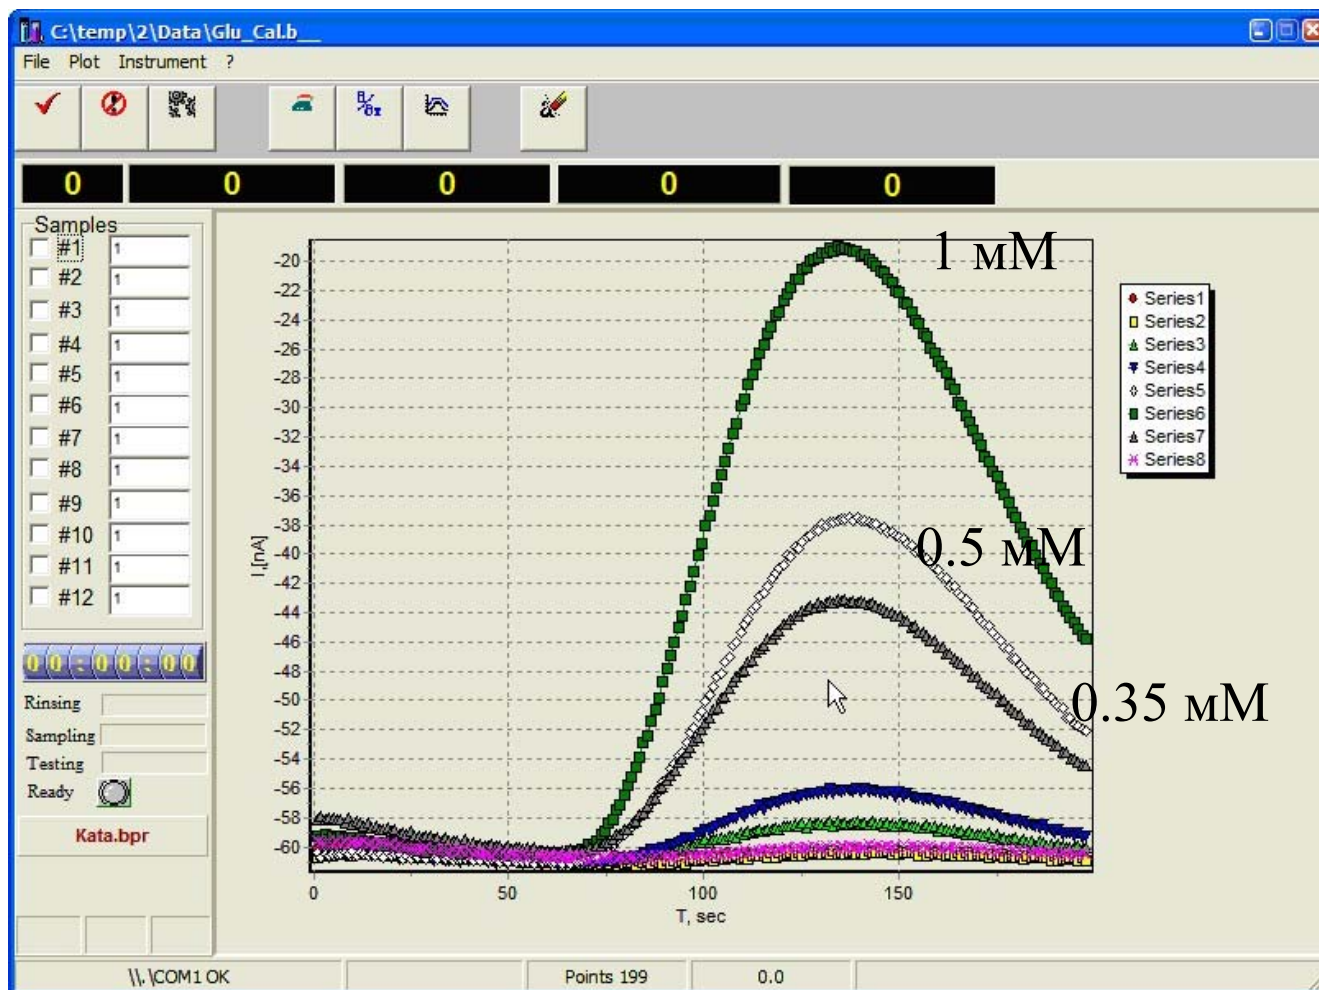 C:\temp\2\Data\Glu_Cal.b__
File Plot Instrument ?
0 0 0 0 0
Samples
#1 1
#2 1
#3 1
#4 1
#5 1
#6 1
#7 1
#8 1
#9 1
#10 1
#11 1
#12 1
00:00:00
Rinsing
Sampling
Testing
Ready
Kata.bpr
1 мМ
0.5 мМ
0.35 мМ
-20
-22
-24
-26
-28
-30
-32
-34
-36
-38
-40
-42
-44
-46
-48
-50
-52
-54
-56
-58
-60
I,[nA]
0 50 100 150
T, sec
Series1
Series2
Series3
Series4
Series5
Series6
Series7
Series8
\\.\COM1 OK Points 199 0.0